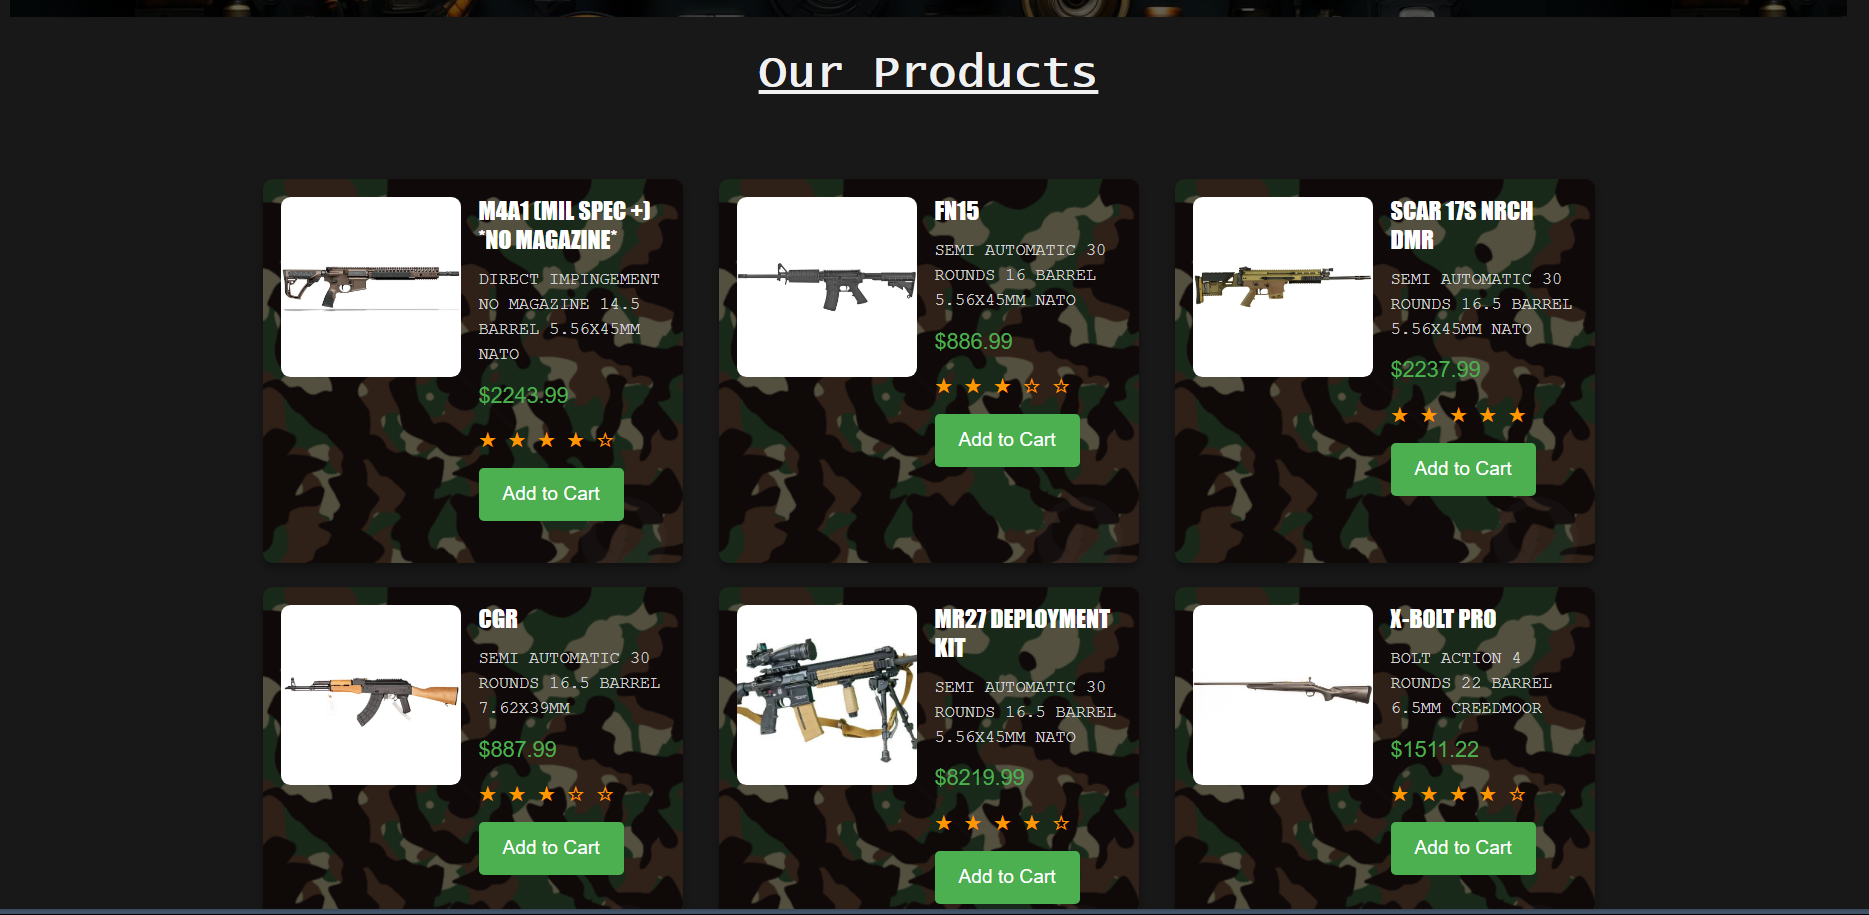 Our Products
M4A1 (MIL SPEC +)
*NO MAGAZINE*
DIRECT IMPINGEMENT
NO MAGAZINE 14.5
BARREL 5.56X45MM
NATO
$2243.99
★ ★ ★ ★ ☆
Add to Cart
FN15
SEMI AUTOMATIC 30
ROUNDS 16 BARREL
5.56X45MM NATO
$886.99
★ ★ ★ ☆ ☆
Add to Cart
SCAR 17S NRCH
DMR
SEMI AUTOMATIC 30
ROUNDS 16.5 BARREL
5.56X45MM NATO
$2237.99
★ ★ ★ ★ ★
Add to Cart
CGR
SEMI AUTOMATIC 30
ROUNDS 16.5 BARREL
7.62X39MM
$887.99
★ ★ ★ ☆ ☆
Add to Cart
MR27 DEPLOYMENT
KIT
SEMI AUTOMATIC 30
ROUNDS 16.5 BARREL
5.56X45MM NATO
$8219.99
★ ★ ★ ★ ☆
Add to Cart
X-BOLT PRO
BOLT ACTION 4
ROUNDS 22 BARREL
6.5MM CREEDMOOR
$1511.22
★ ★ ★ ★ ☆
Add to Cart